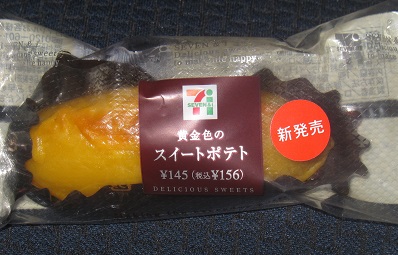 happy
SEVEN & i
黄金色の
スイートポテト
¥145(税込¥156)
DELICIOUS SWEETS
新発売